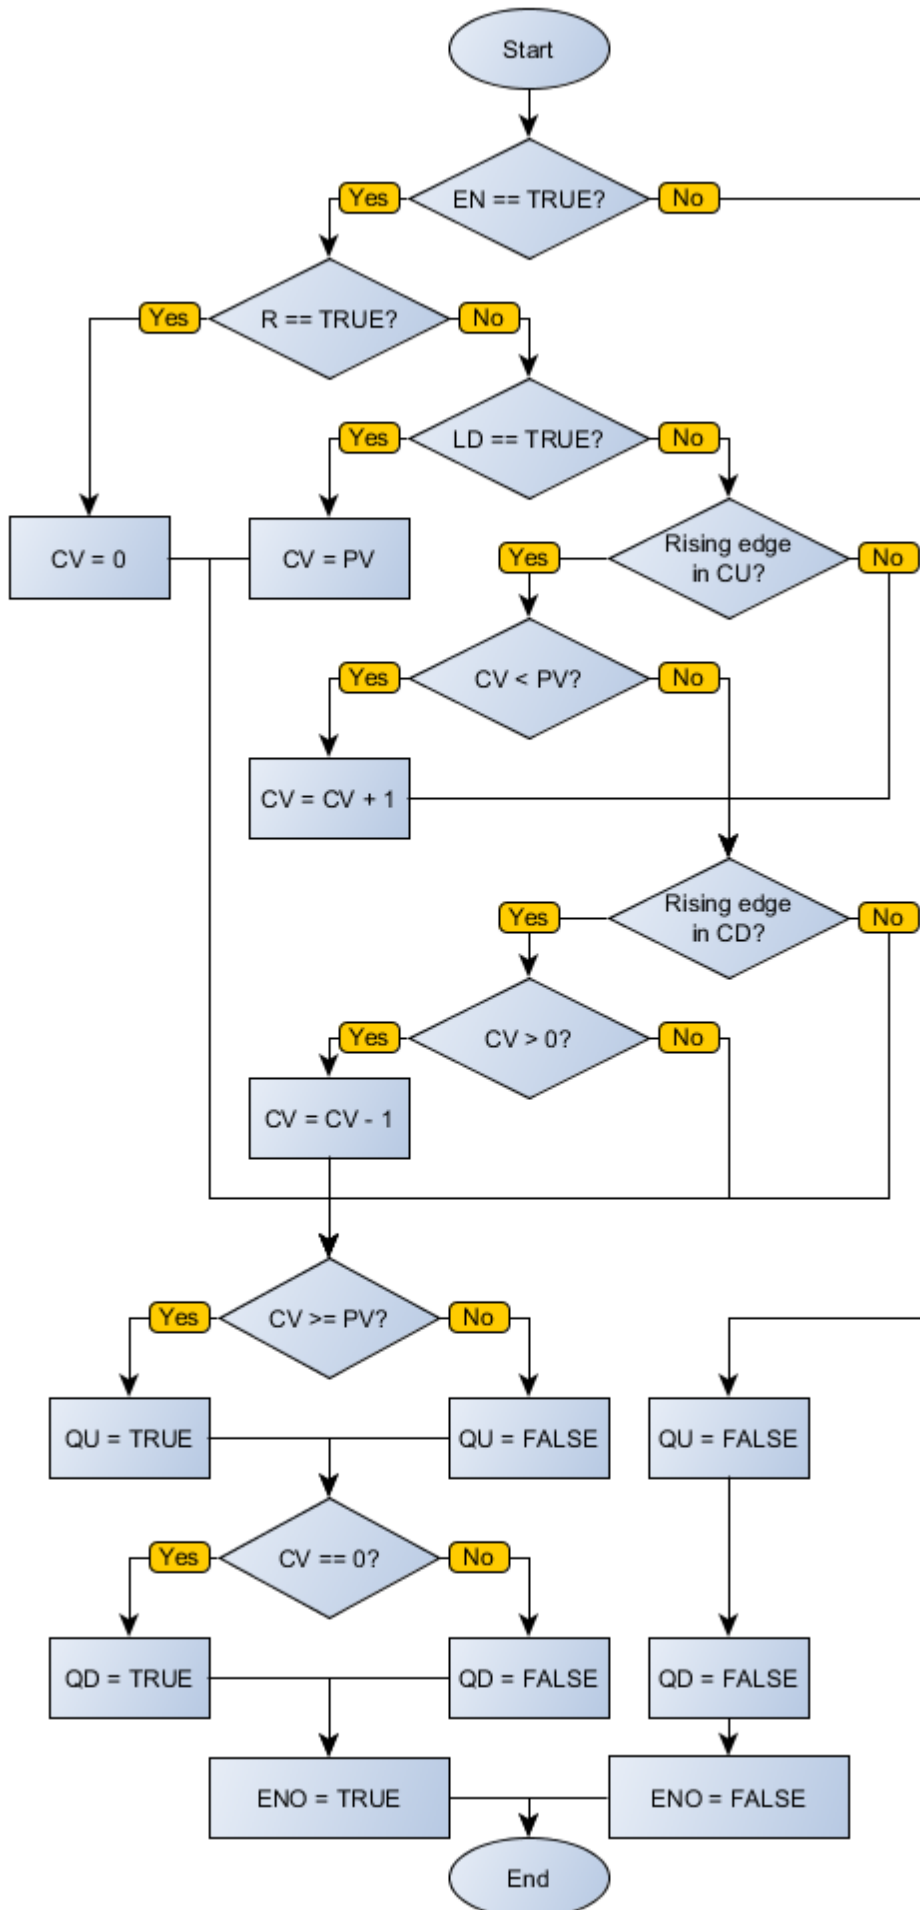 Start
Yes
EN == TRUE?
No
Yes
R == TRUE?
No
Yes
LD == TRUE?
No
CV = 0
CV = PV
Yes
Rising edge
in CU?
No
Yes
CV < PV?
No
CV = CV + 1
Yes
Rising edge
in CD?
No
Yes
CV > 0?
No
CV = CV - 1
Yes
CV >= PV?
No
QU = TRUE
QU = FALSE
QU = FALSE
Yes
CV == 0?
No
QD = TRUE
QD = FALSE
QD = FALSE
ENO = TRUE
ENO = FALSE
End